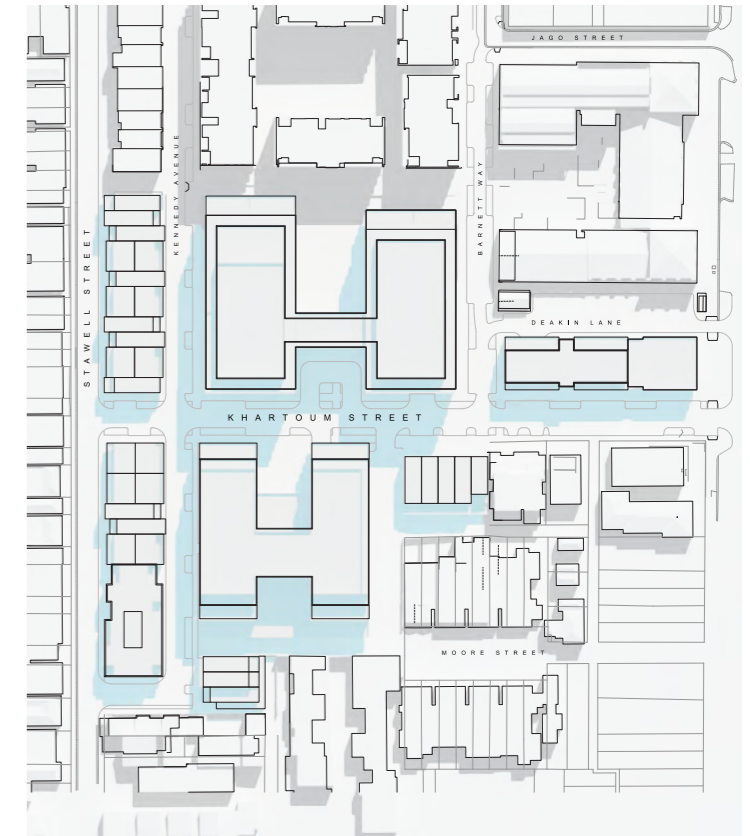 JAGO STREET
KENNEDY AVENUE
BARNETT WAY
STAWELL STREET
DEAKIN LANE
KHARTOUM STREET
MOORE STREET